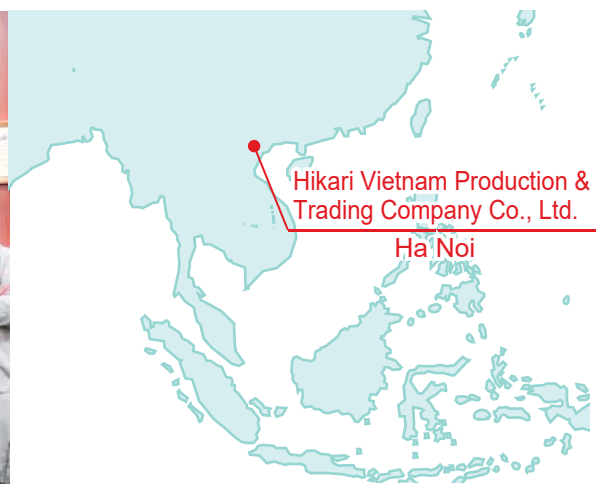 Hikari Vietnam Production &
Trading Company Co., Ltd.
Ha Noi